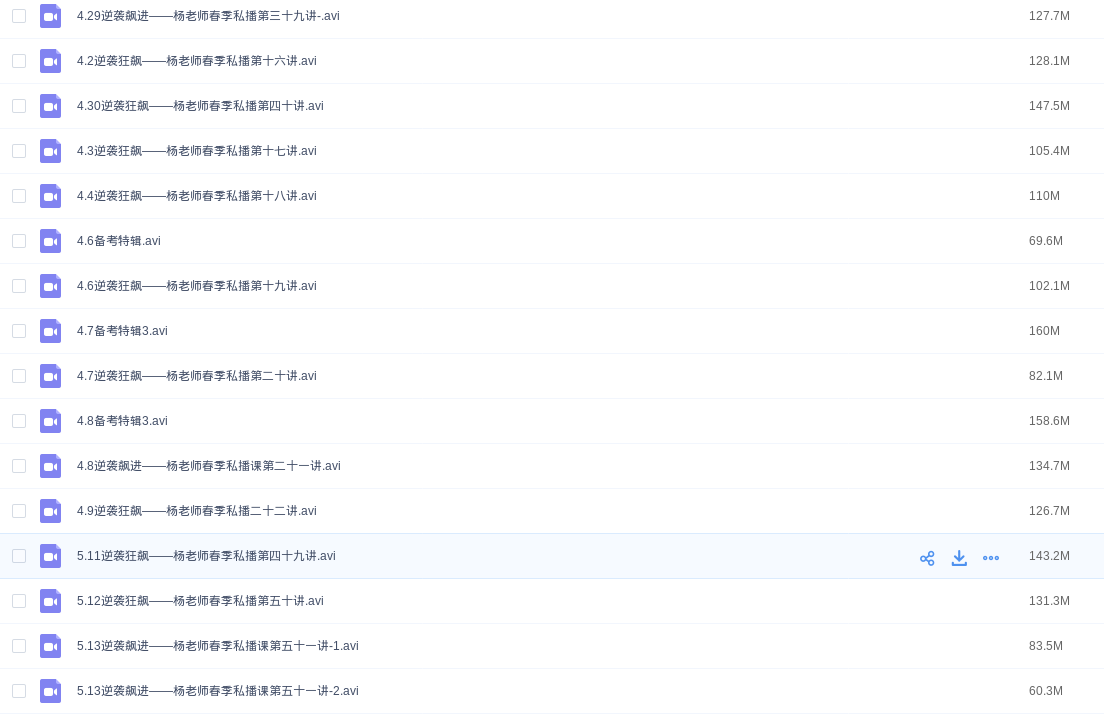 4.29逆袭飙进——杨老师春季私播第三十九讲-.avi 127.7M
4.2逆袭狂飙——杨老师春季私播第十六讲.avi 128.1M
4.30逆袭狂飙——杨老师春季私播第四十讲.avi 147.5M
4.3逆袭狂飙——杨老师春季私播第十七讲.avi 105.4M
4.4逆袭狂飙——杨老师春季私播第十八讲.avi 110M
4.6备考特辑.avi 69.6M
4.6逆袭狂飙——杨老师春季私播第十九讲.avi 102.1M
4.7备考特辑3.avi 160M
4.7逆袭狂飙——杨老师春季私播第二十讲.avi 82.1M
4.8备考特辑3.avi 158.6M
4.8逆袭飙进——杨老师春季私播课第二十一讲.avi 134.7M
4.9逆袭狂飙——杨老师春季私播二十二讲.avi 126.7M
5.11逆袭狂飙——杨老师春季私播第四十九讲.avi 143.2M
5.12逆袭狂飙——杨老师春季私播第五十讲.avi 131.3M
5.13逆袭飙进——杨老师春季私播课第五十一讲-1.avi 83.5M
5.13逆袭飙进——杨老师春季私播课第五十一讲-2.avi 60.3M